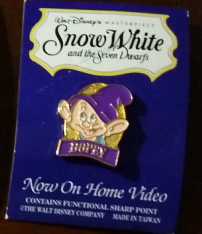 WALT DISNEY'S MASTERPIECE
SNOW WHITE
and the SEVEN DWARFS
DOPEY
Now On Home Video
CONTAINS FUNCTIONAL SHARP POINT
©THE WALT DISNEY COMPANY MADE IN TAIWAN